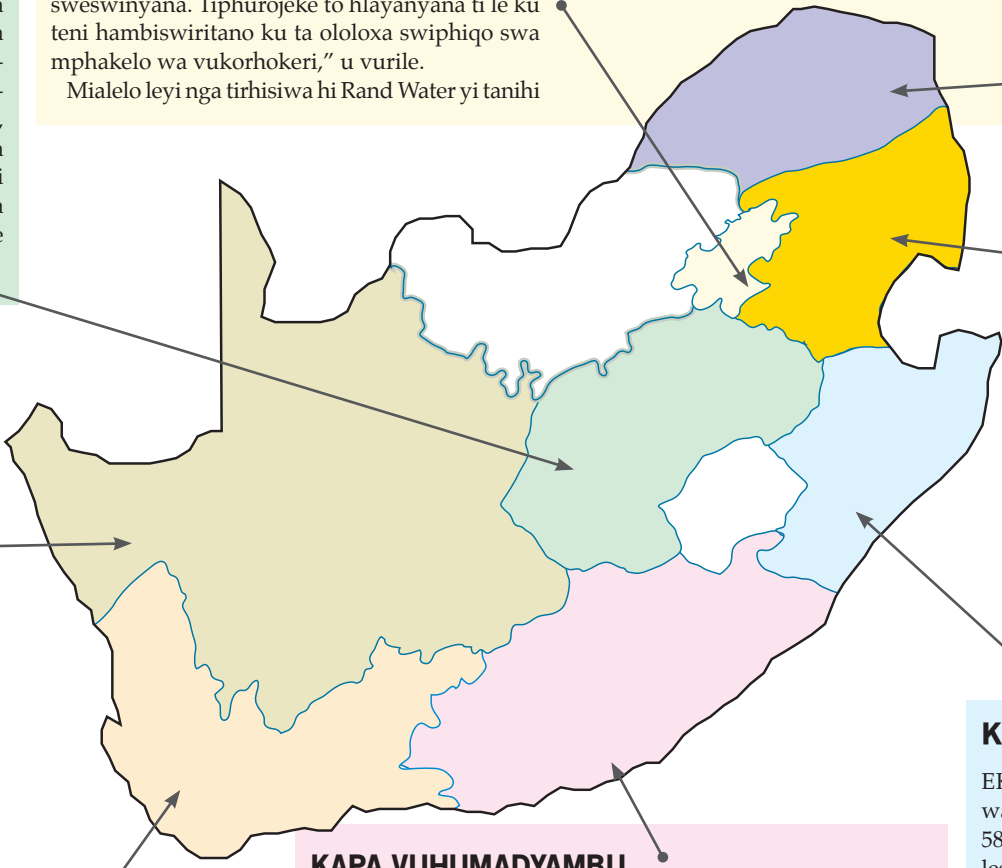 sweswinyana. Tiphurojeke to hlayanyana ti le ku
teni hambiswiritano ku ta ololoxa swiphiqo swa
mphakelo wa vukorhokeri,” u vurile.
Mialelo leyi nga tirhisiwa hi Rand Water yi tanihi
KAPA VUHUMADYAMBU